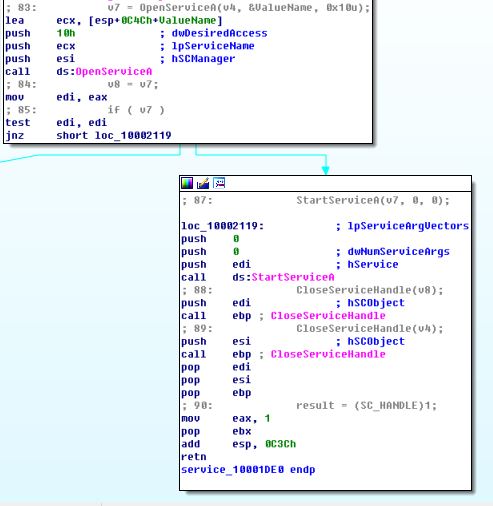 ; 83:          v7 = OpenServiceA(v4, &ValueName, 0x10u);
lea     ecx, [esp+0C4Ch+ValueName]
push    10h             ; dwDesiredAccess
push    ecx             ; lpServiceName
push    esi             ; hSCManager
call    ds:OpenServiceA
; 84:          v8 = v7;
mov     edi, eax
; 85:          if ( v7 )
test    edi, edi
jnz     short loc_10002119
; 87:            StartServiceA(v7, 0, 0);
loc_10002119:           ; lpServiceArgVectors
push    0
push    0               ; dwNumServiceArgs
push    edi             ; hService
call    ds:StartServiceA
; 88:            CloseServiceHandle(v8);
push    edi             ; hSCObject
call    ebp ; CloseServiceHandle
; 89:            CloseServiceHandle(v4);
push    esi             ; hSCObject
call    ebp ; CloseServiceHandle
pop     edi
pop     esi
pop     ebp
; 90:            result = (SC_HANDLE)1;
mov     eax, 1
pop     ebx
add     esp, 0C3Ch
retn
service_10001DE0 endp